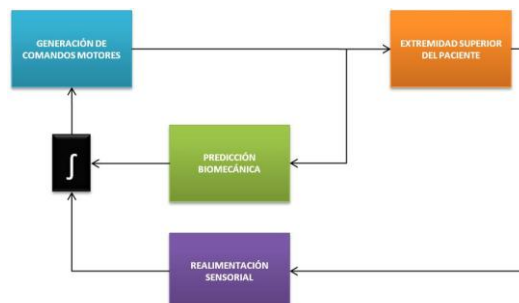 GENERACIÓN DE
COMANDOS MOTORES
EXTREMIDAD SUPERIOR
DEL PACIENTE
∫
PREDICCIÓN
BIOMECÁNICA
REALIMENTACIÓN
SENSORIAL